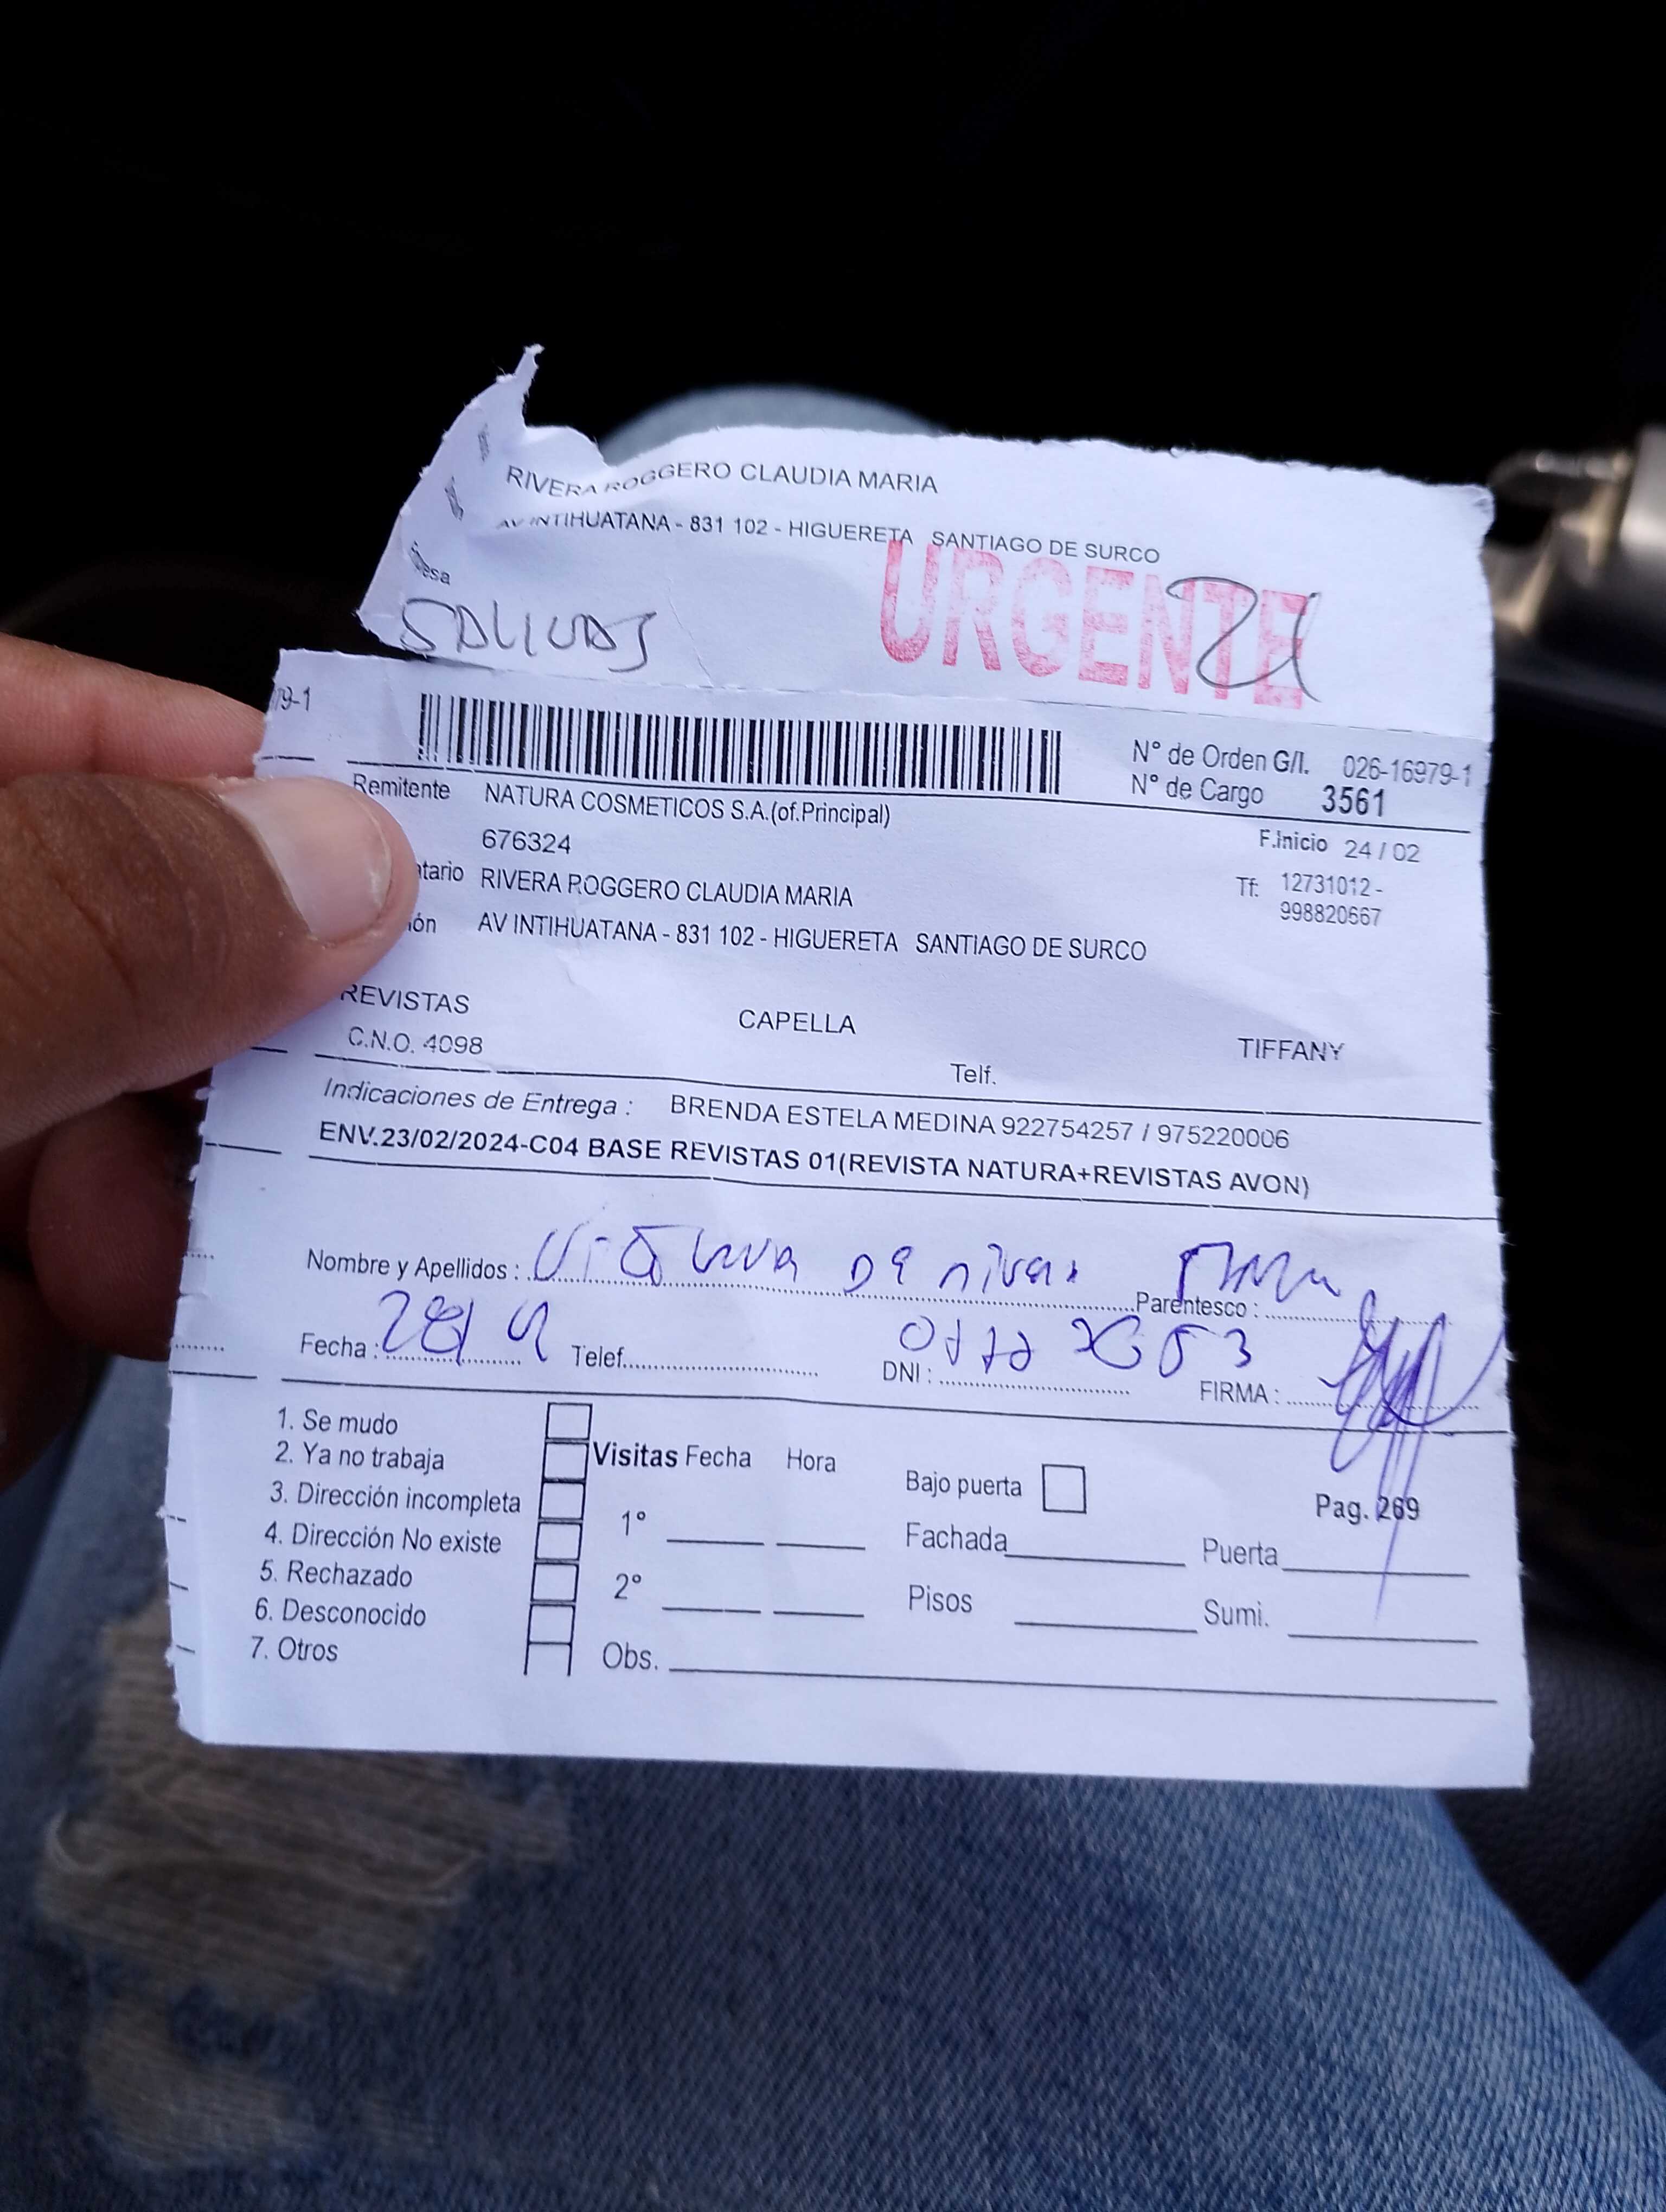 RIVERA ROGGERO CLAUDIA MARIA
AV INTIHUATANA - 831 102 - HIGUERETA SANTIAGO DE SURCO
URGENTE
21
79-1
N° de Orden G/I. 026-16979-1
N° de Cargo 3561
Remitente NATURA COSMETICOS S.A.(of.Principal)
F.Inicio 24 / 02
676324
Tf: 12731012 -
998820667
atario RIVERA ROGGERO CLAUDIA MARIA
ión AV INTIHUATANA - 831 102 - HIGUERETA SANTIAGO DE SURCO
REVISTAS CAPELLA TIFFANY
C.N.O. 4098 Telf.
Indicaciones de Entrega : BRENDA ESTELA MEDINA 922754257 / 975220006
ENV.23/02/2024-C04 BASE REVISTAS 01(REVISTA NATURA+REVISTAS AVON)
Nombre y Apellidos : Parentesco :
Fecha : Telef. DNI : FIRMA :
1. Se mudo
2. Ya no trabaja
3. Dirección incompleta
4. Dirección No existe
5. Rechazado
6. Desconocido
7. Otros
Visitas Fecha Hora
1°
2°
Obs.
Bajo puerta
Pag. 269
Fachada Puerta
Pisos Sumi.